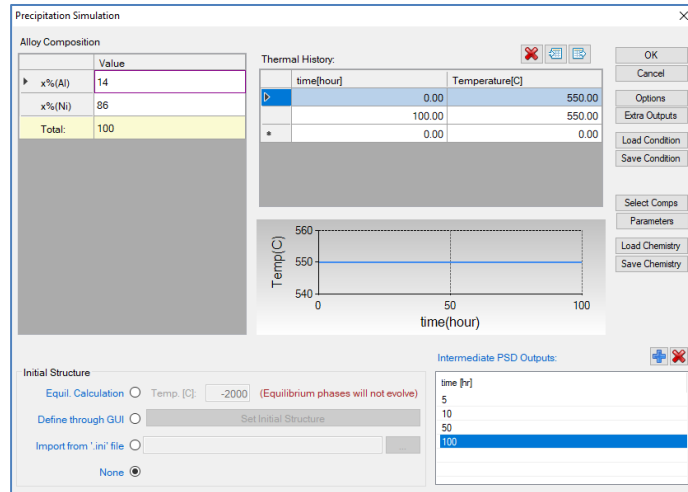 Precipitation Simulation
Alloy Composition
Value
x%(Al) 14
x%(Ni) 86
Total: 100
Thermal History:
time[hour] Temperature[C]
0.00 550.00
100.00 550.00
* 0.00 0.00
OK
Cancel
Options
Extra Outputs
Load Condition
Save Condition
Select Comps
Parameters
Load Chemistry
Save Chemistry
Temp(C)
560
550
540
0 50 100
time(hour)
Initial Structure
Equil. Calculation Temp. [C]: -2000 (Equilibrium phases will not evolve)
Define through GUI Set Initial Structure
Import from '.ini' file ...
None
Intermediate PSD Outputs:
time [hr]
5
10
50
100